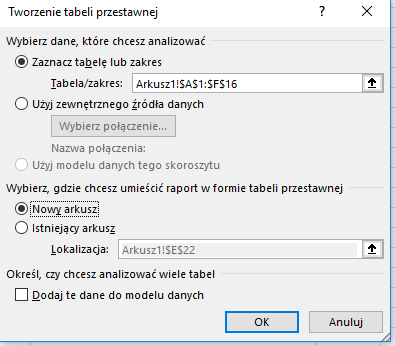 Tworzenie tabeli przestawnej
? ×
Wybierz dane, które chcesz analizować
Zaznacz tabelę lub zakres
Tabela/zakres: Arkusz1!$A$1:$F$16
Użyj zewnętrznego źródła danych
Wybierz połączenie...
Nazwa połączenia:
Użyj modelu danych tego skoroszytu
Wybierz, gdzie chcesz umieścić raport w formie tabeli przestawnej
Nowy arkusz
Istniejący arkusz
Lokalizacja: Arkusz1!$E$22
Określ, czy chcesz analizować wiele tabel
Dodaj te dane do modelu danych
OK Anuluj